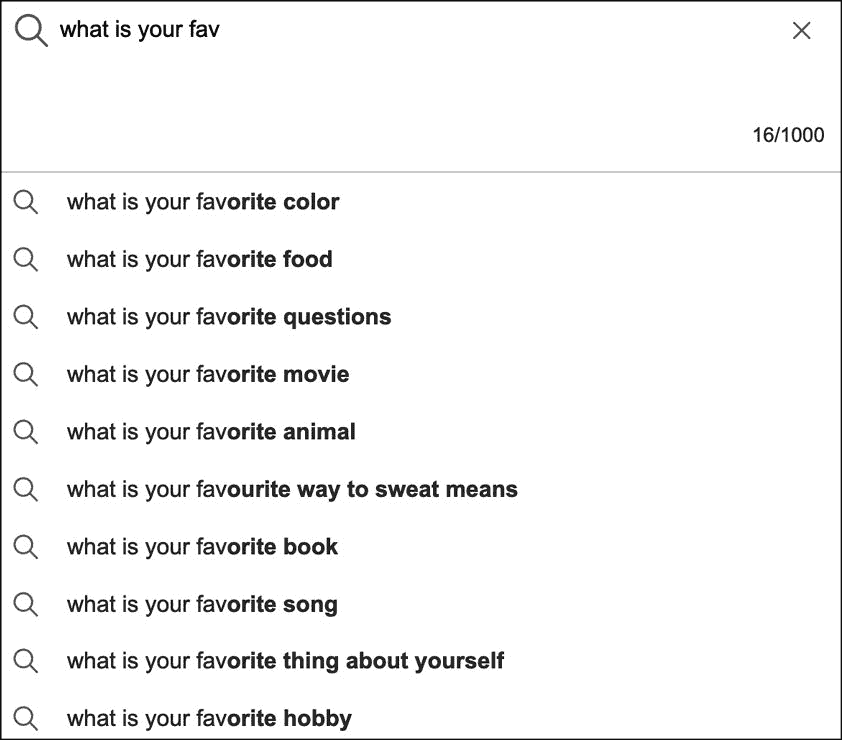 what is your fav
16/1000
what is your favorite color
what is your favorite food
what is your favorite questions
what is your favorite movie
what is your favorite animal
what is your favourite way to sweat means
what is your favorite book
what is your favorite song
what is your favorite thing about yourself
what is your favorite hobby